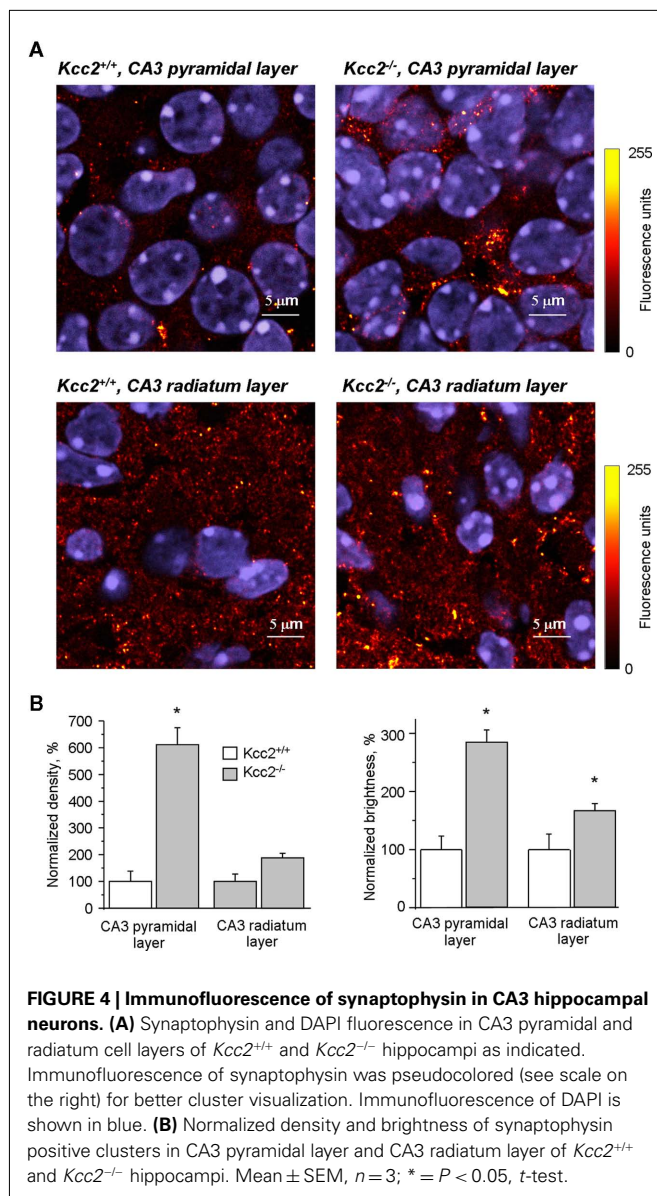 A
Kcc2+/+, CA3 pyramidal layer
Kcc2-/-, CA3 pyramidal layer
5 μm
5 μm
255
Fluorescence units
0
Kcc2+/+, CA3 radiatum layer
Kcc2-/-, CA3 radiatum layer
5 μm
5 μm
255
Fluorescence units
0
B
Normalized density, %
700
600
500
400
300
200
100
0
*
Kcc2+/+
Kcc2-/-
CA3 pyramidal layer
CA3 radiatum layer
Normalized brightness, %
300
200
100
0
*
*
CA3 pyramidal layer
CA3 radiatum layer
FIGURE 4 | Immunofluorescence of synaptophysin in CA3 hippocampal
neurons. (A) Synaptophysin and DAPI fluorescence in CA3 pyramidal and
radiatum cell layers of Kcc2+/+ and Kcc2−/− hippocampi as indicated.
Immunofluorescence of synaptophysin was pseudocolored (see scale on
the right) for better cluster visualization. Immunofluorescence of DAPI is
shown in blue. (B) Normalized density and brightness of synaptophysin
positive clusters in CA3 pyramidal layer and CA3 radiatum layer of Kcc2+/+
and Kcc2−/− hippocampi. Mean ± SEM, n = 3; * = P < 0.05, t-test.